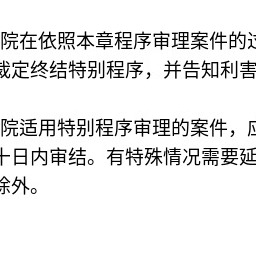 院在依照本章程序审理案件的过
裁定终结特别程序，并告知利害
院适用特别程序审理的案件，应
十日内审结。有特殊情况需要延
除外。